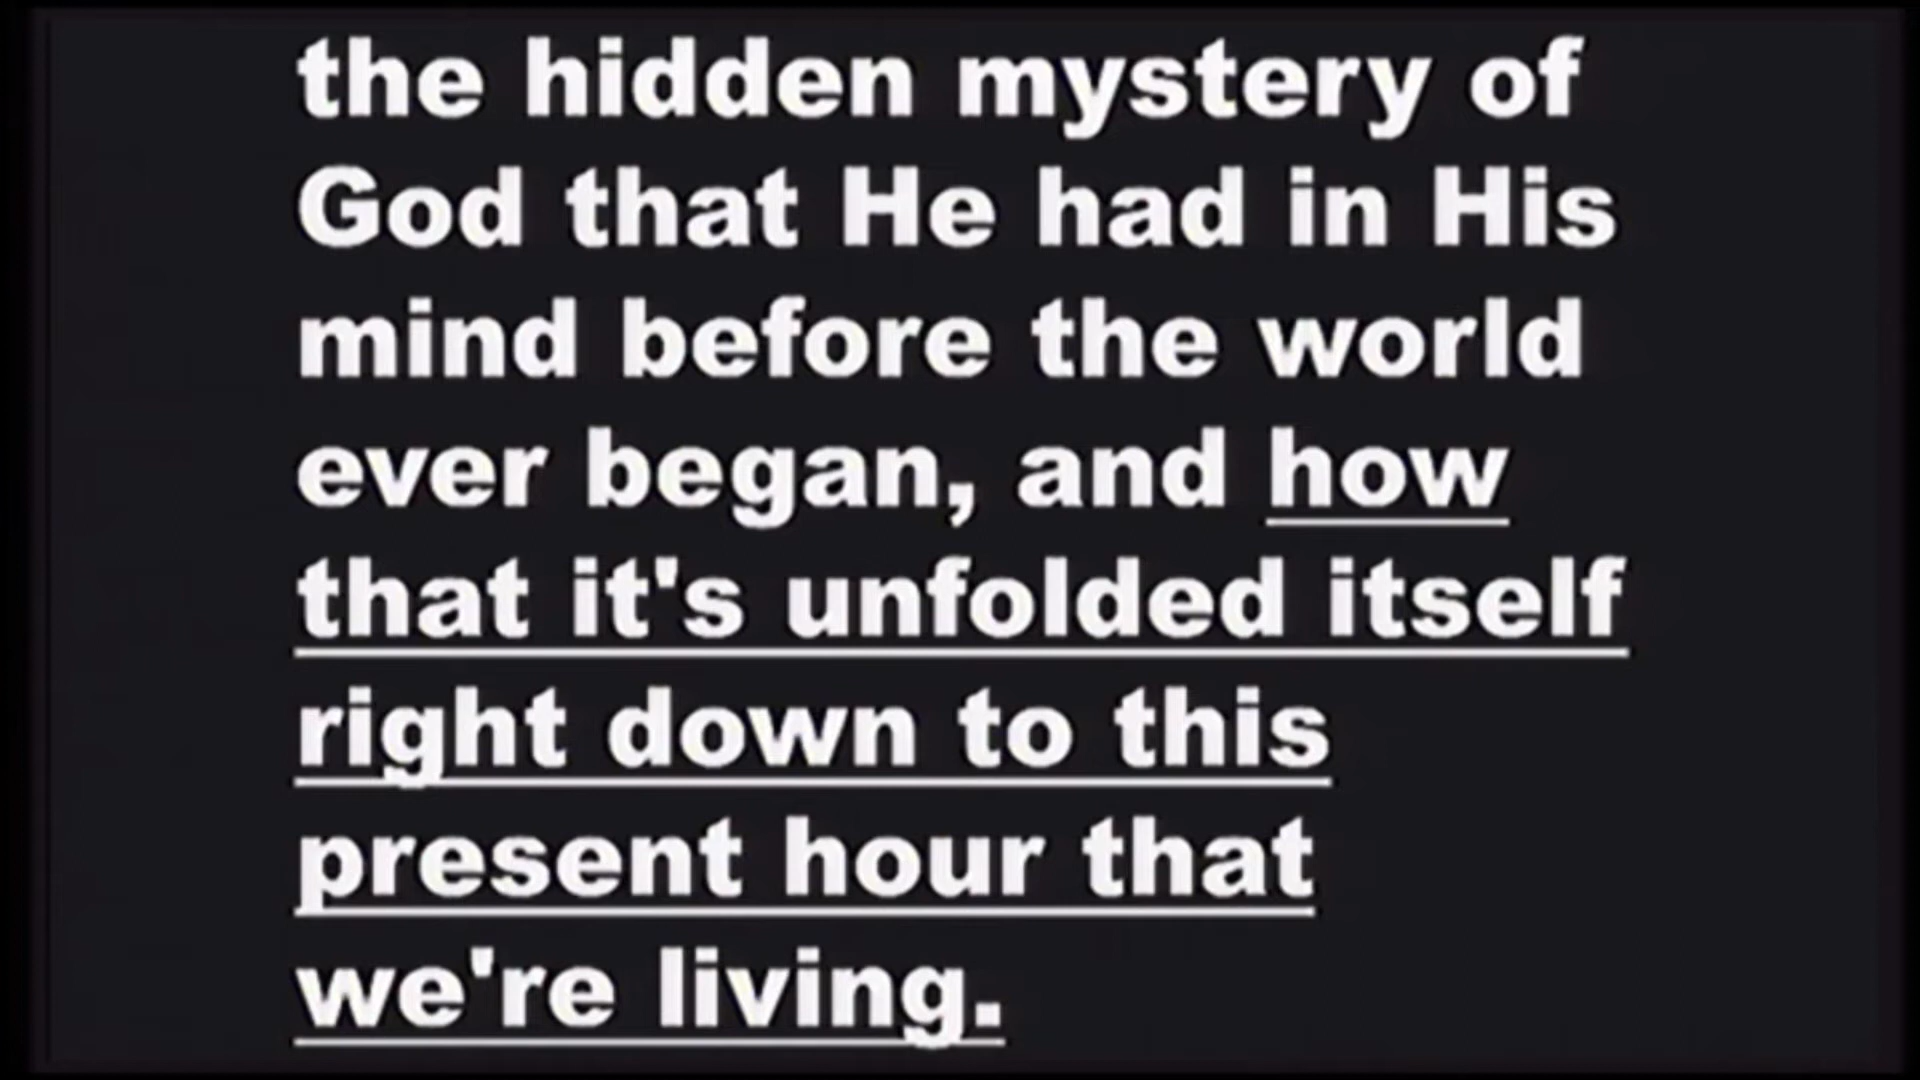 the hidden mystery of
God that He had in His
mind before the world
ever began, and how
that it's unfolded itself
right down to this
present hour that
we're living.